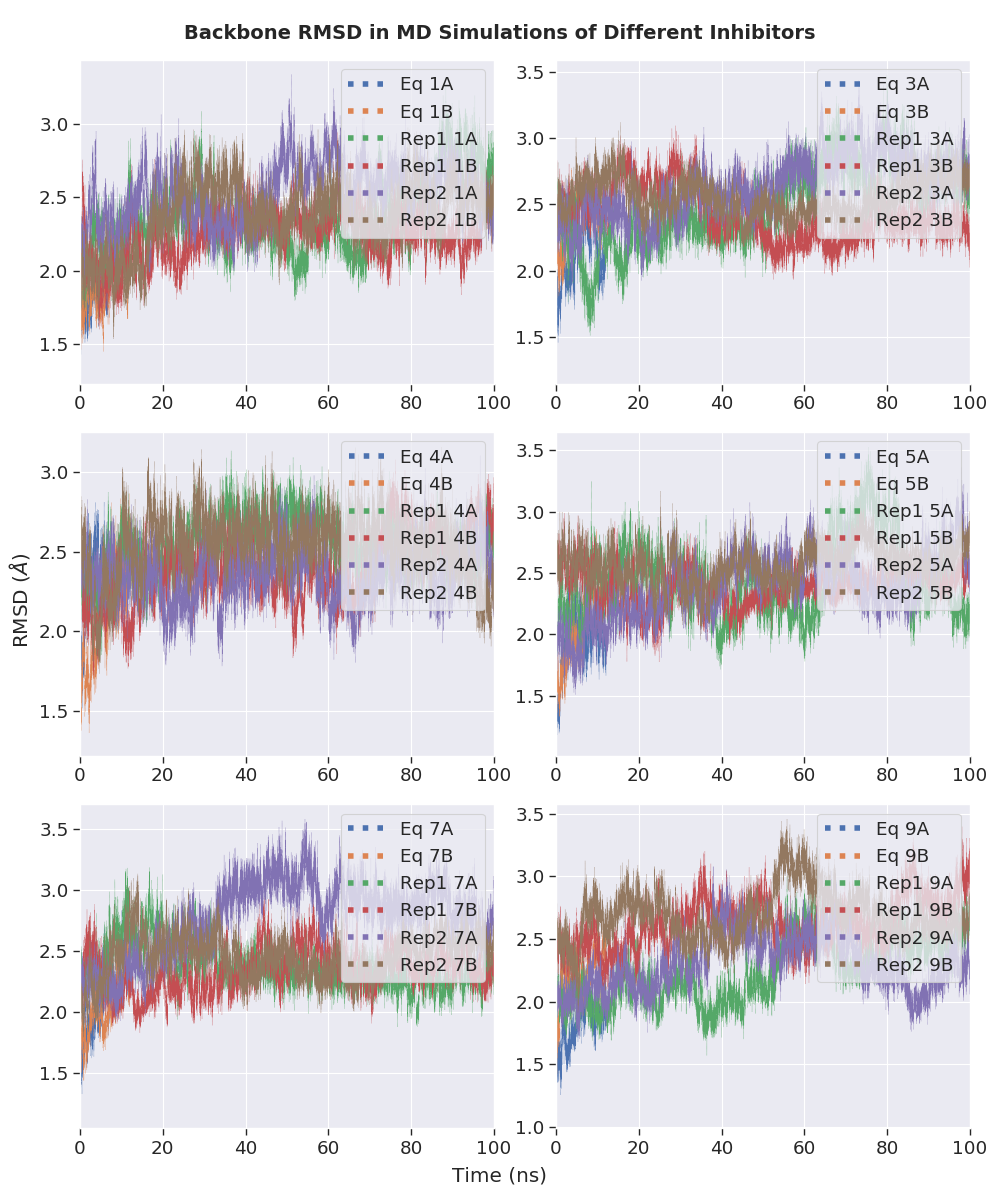 Backbone RMSD in MD Simulations of Different Inhibitors
3.0
2.5
2.0
1.5
0 20 40 60 80 100
Eq 1A
Eq 1B
Rep1 1A
Rep1 1B
Rep2 1A
Rep2 1B
3.5
3.0
2.5
2.0
1.5
0 20 40 60 80 100
Eq 3A
Eq 3B
Rep1 3A
Rep1 3B
Rep2 3A
Rep2 3B
RMSD (Å)
3.0
2.5
2.0
1.5
0 20 40 60 80 100
Eq 4A
Eq 4B
Rep1 4A
Rep1 4B
Rep2 4A
Rep2 4B
3.5
3.0
2.5
2.0
1.5
0 20 40 60 80 100
Eq 5A
Eq 5B
Rep1 5A
Rep1 5B
Rep2 5A
Rep2 5B
3.5
3.0
2.5
2.0
1.5
0 20 40 60 80 100
Eq 7A
Eq 7B
Rep1 7A
Rep1 7B
Rep2 7A
Rep2 7B
3.5
3.0
2.5
2.0
1.5
1.0
0 20 40 60 80 100
Eq 9A
Eq 9B
Rep1 9A
Rep1 9B
Rep2 9A
Rep2 9B
Time (ns)